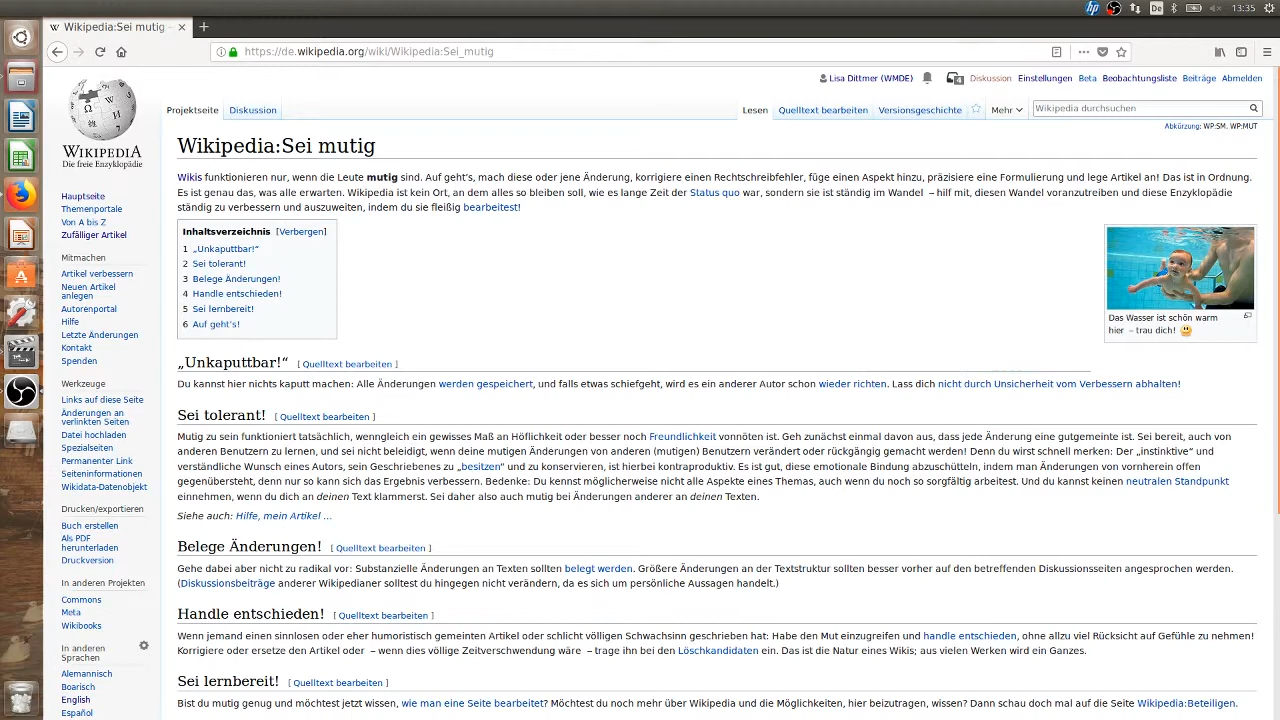 De
13:35
Wikipedia:Sei mutig –
https://de.wikipedia.org/wiki/Wikipedia:Sei_mutig
Lisa Dittmer (WMDE) 4 Diskussion Einstellungen Beta Beobachtungsliste Beiträge Abmelden
Projektseite Diskussion Lesen Quelltext bearbeiten Versionsgeschichte Mehr Wikipedia durchsuchen
Abkürzung: WP:SM, WP:MUT
WIKIPEDIA
Die freie Enzyklopädie
Hauptseite
Themenportale
Von A bis Z
Zufälliger Artikel
Mitmachen
Artikel verbessern
Neuen Artikel
anlegen
Autorenportal
Hilfe
Letzte Änderungen
Kontakt
Spenden
Werkzeuge
Links auf diese Seite
Änderungen an
verlinkten Seiten
Datei hochladen
Spezialseiten
Permanenter Link
Seiteninformationen
Wikidata-Datenobjekt
Drucken/exportieren
Buch erstellen
Als PDF
herunterladen
Druckversion
In anderen Projekten
Commons
Meta
Wikibooks
In anderen
Sprachen
Alemannisch
Boarisch
English
Español
Wikipedia:Sei mutig
Wikis funktionieren nur, wenn die Leute mutig sind. Auf geht’s, mach diese oder jene Änderung, korrigiere einen Rechtschreibfehler, füge einen Aspekt hinzu, präzisiere eine Formulierung und lege Artikel an! Das ist in Ordnung.
Es ist genau das, was alle erwarten. Wikipedia ist kein Ort, an dem alles so bleiben soll, wie es lange Zeit der Status quo war, sondern sie ist ständig im Wandel – hilf mit, diesen Wandel voranzutreiben und diese Enzyklopädie
ständig zu verbessern und auszuweiten, indem du sie fleißig bearbeitest!
Inhaltsverzeichnis [Verbergen]
1 „Unkaputtbar!“
2 Sei tolerant!
3 Belege Änderungen!
4 Handle entschieden!
5 Sei lernbereit!
6 Auf geht’s!
Das Wasser ist schön warm
hier – trau dich!
„Unkaputtbar!“ [ Quelltext bearbeiten ]
Du kannst hier nichts kaputt machen: Alle Änderungen werden gespeichert, und falls etwas schiefgeht, wird es ein anderer Autor schon wieder richten. Lass dich nicht durch Unsicherheit vom Verbessern abhalten!
Sei tolerant! [ Quelltext bearbeiten ]
Mutig zu sein funktioniert tatsächlich, wenngleich ein gewisses Maß an Höflichkeit oder besser noch Freundlichkeit vonnöten ist. Geh zunächst einmal davon aus, dass jede Änderung eine gutgemeinte ist. Sei bereit, auch von
anderen Benutzern zu lernen, und sei nicht beleidigt, wenn deine mutigen Änderungen von anderen (mutigen) Benutzern verändert oder rückgängig gemacht werden! Denn du wirst schnell merken: Der „instinktive“ und
verständliche Wunsch eines Autors, sein Geschriebenes zu „besitzen“ und zu konservieren, ist hierbei kontraproduktiv. Es ist gut, diese emotionale Bindung abzuschütteln, indem man Änderungen von vornherein offen
gegenübersteht, denn nur so kann sich das Ergebnis verbessern. Bedenke: Du kennst möglicherweise nicht alle Aspekte eines Themas, auch wenn du noch so sorgfältig arbeitest. Und du kannst keinen neutralen Standpunkt
einnehmen, wenn du dich an deinen Text klammerst. Sei daher also auch mutig bei Änderungen anderer an deinen Texten.
Siehe auch: Hilfe, mein Artikel ...
Belege Änderungen! [ Quelltext bearbeiten ]
Gehe dabei aber nicht zu radikal vor: Substanzielle Änderungen an Texten sollten belegt werden. Größere Änderungen an der Textstruktur sollten besser vorher auf den betreffenden Diskussionsseiten angesprochen werden.
(Diskussionsbeiträge anderer Wikipedianer solltest du hingegen nicht verändern, da es sich um persönliche Aussagen handelt.)
Handle entschieden! [ Quelltext bearbeiten ]
Wenn jemand einen sinnlosen oder eher humoristisch gemeinten Artikel oder schlicht völligen Schwachsinn geschrieben hat: Habe den Mut einzugreifen und handle entschieden, ohne allzu viel Rücksicht auf Gefühle zu nehmen!
Korrigiere oder ersetze den Artikel oder – wenn dies völlige Zeitverschwendung wäre – trage ihn bei den Löschkandidaten ein. Das ist die Natur eines Wikis; aus vielen Werken wird ein Ganzes.
Sei lernbereit! [ Quelltext bearbeiten ]
Bist du mutig genug und möchtest jetzt wissen, wie man eine Seite bearbeitet? Möchtest du noch mehr über Wikipedia und die Möglichkeiten, hier beizutragen, wissen? Dann schau doch mal auf die Seite Wikipedia:Beteiligen.